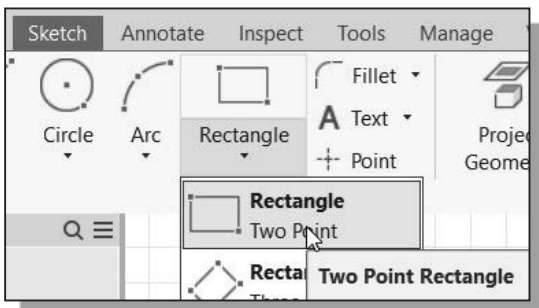 Sketch Annotate Inspect Tools Manage
Circle Arc Rectangle Fillet
Text
Point
Rectangle
Two Point
Two Point Rectangle